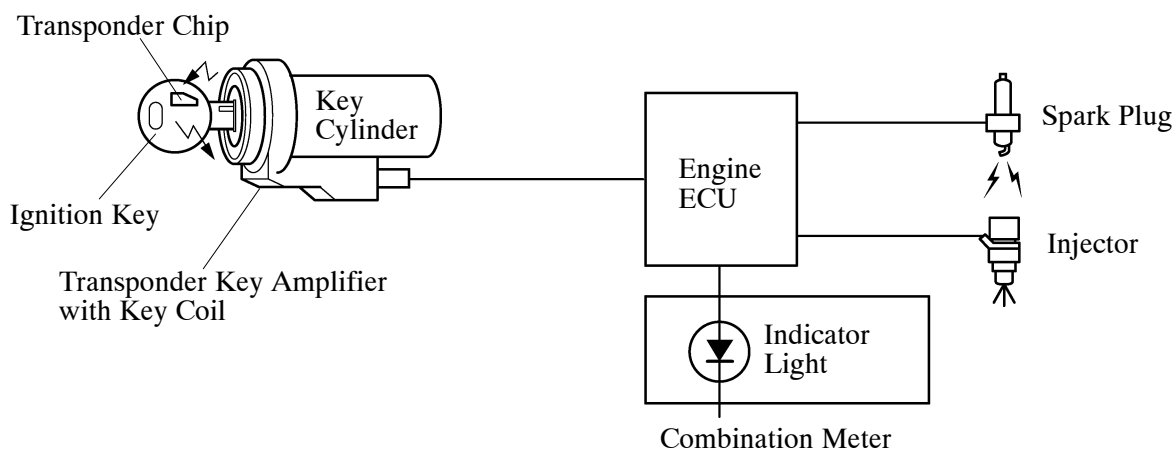 Transponder Chip
Key
Cylinder
Ignition Key
Transponder Key Amplifier
with Key Coil
Engine
ECU
Spark Plug
Injector
Indicator
Light
Combination Meter